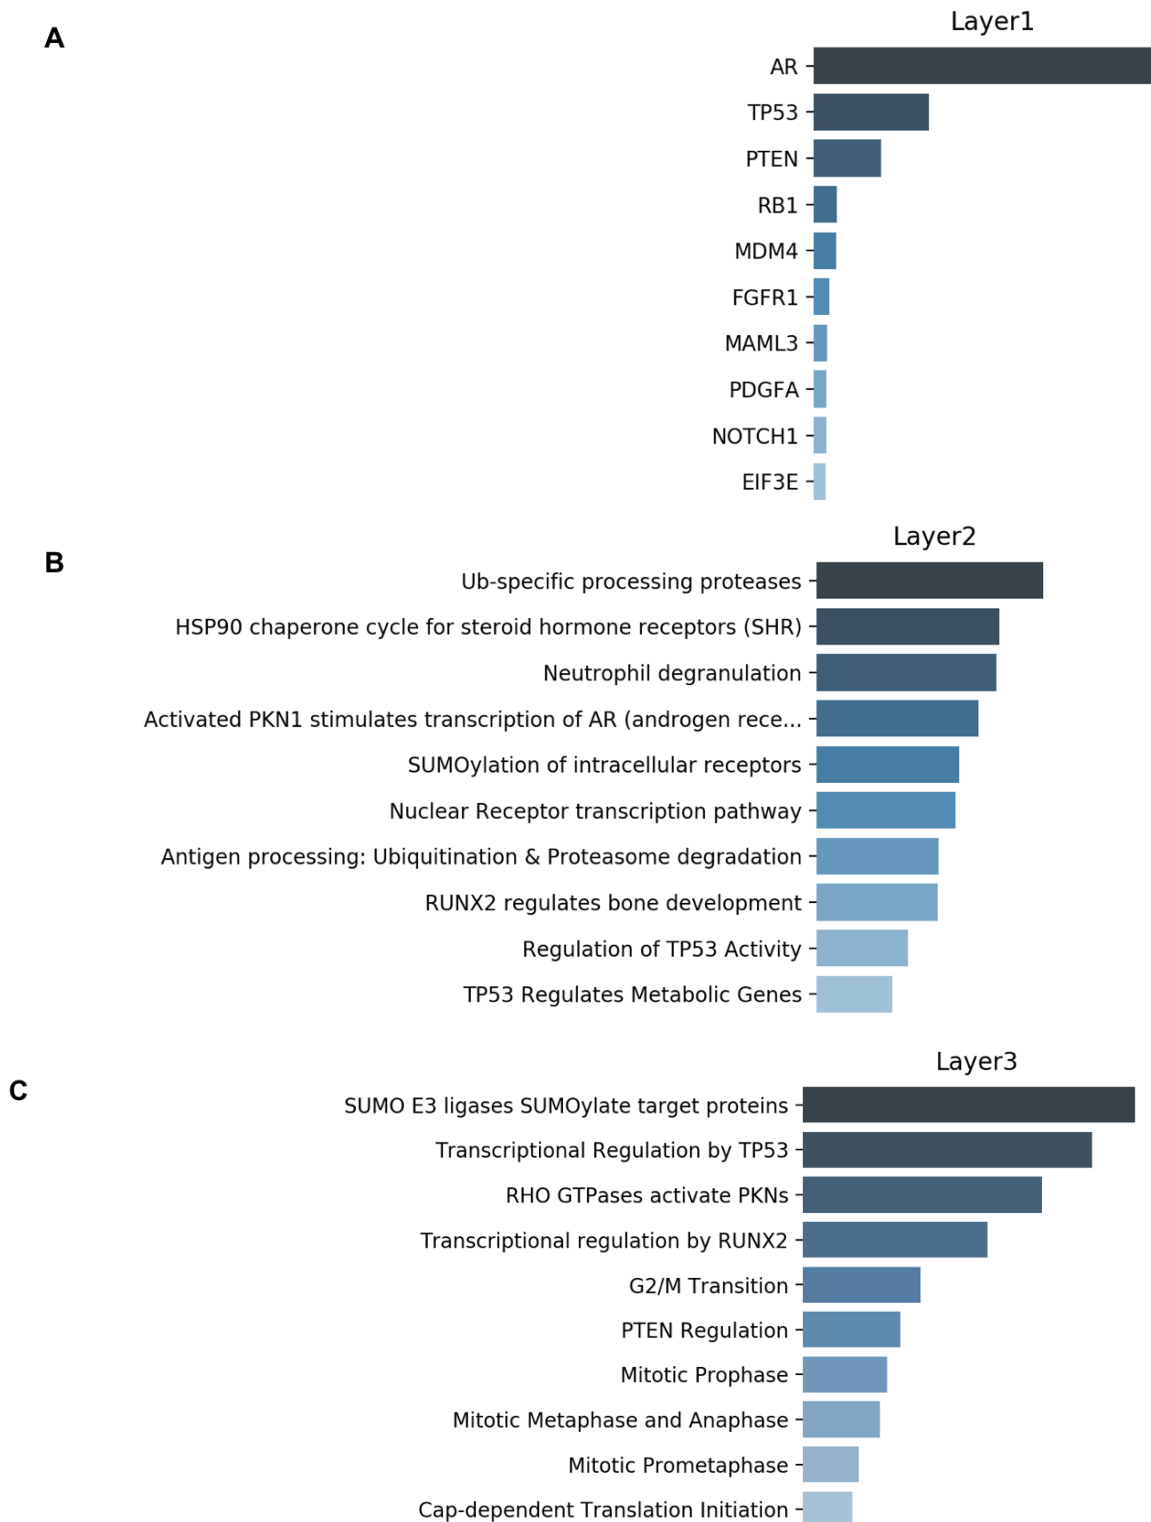 A
Layer1
AR
TP53
PTEN
RB1
MDM4
FGFR1
MAML3
PDGFA
NOTCH1
EIF3E
B
Layer2
Ub-specific processing proteases
HSP90 chaperone cycle for steroid hormone receptors (SHR)
Neutrophil degranulation
Activated PKN1 stimulates transcription of AR (androgen rece...
SUMOylation of intracellular receptors
Nuclear Receptor transcription pathway
Antigen processing: Ubiquitination & Proteasome degradation
RUNX2 regulates bone development
Regulation of TP53 Activity
TP53 Regulates Metabolic Genes
C
Layer3
SUMO E3 ligases SUMOylate target proteins
Transcriptional Regulation by TP53
RHO GTPases activate PKNs
Transcriptional regulation by RUNX2
G2/M Transition
PTEN Regulation
Mitotic Prophase
Mitotic Metaphase and Anaphase
Mitotic Prometaphase
Cap-dependent Translation Initiation